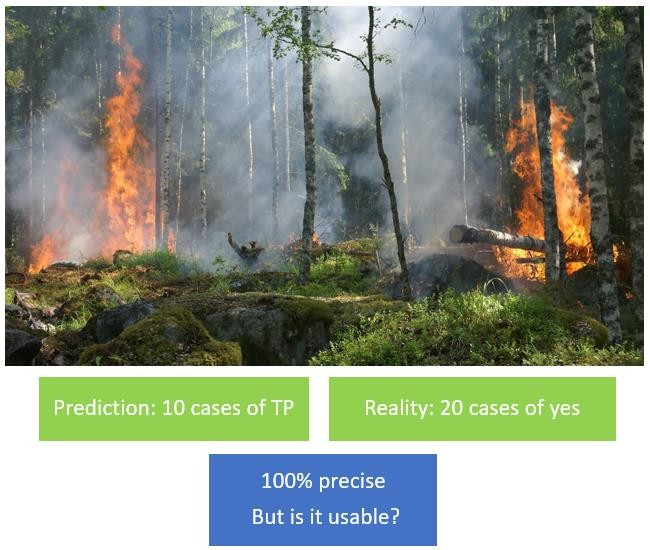 Prediction: 10 cases of TP
Reality: 20 cases of yes
100% precise
But is it usable?